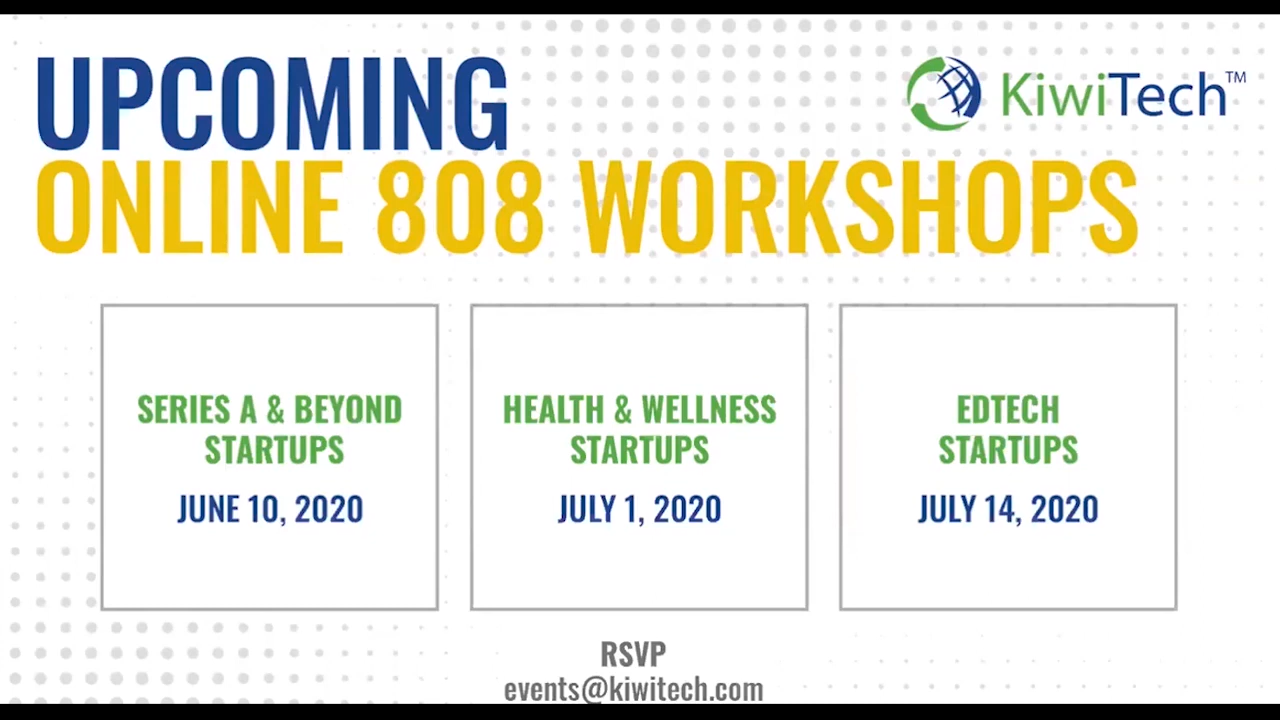 UPCOMING
KiwiTech™
ONLINE 808 WORKSHOPS
SERIES A & BEYOND
STARTUPS
JUNE 10, 2020
HEALTH & WELLNESS
STARTUPS
JULY 1, 2020
EDTECH
STARTUPS
JULY 14, 2020
RSVP
events@kiwitech.com